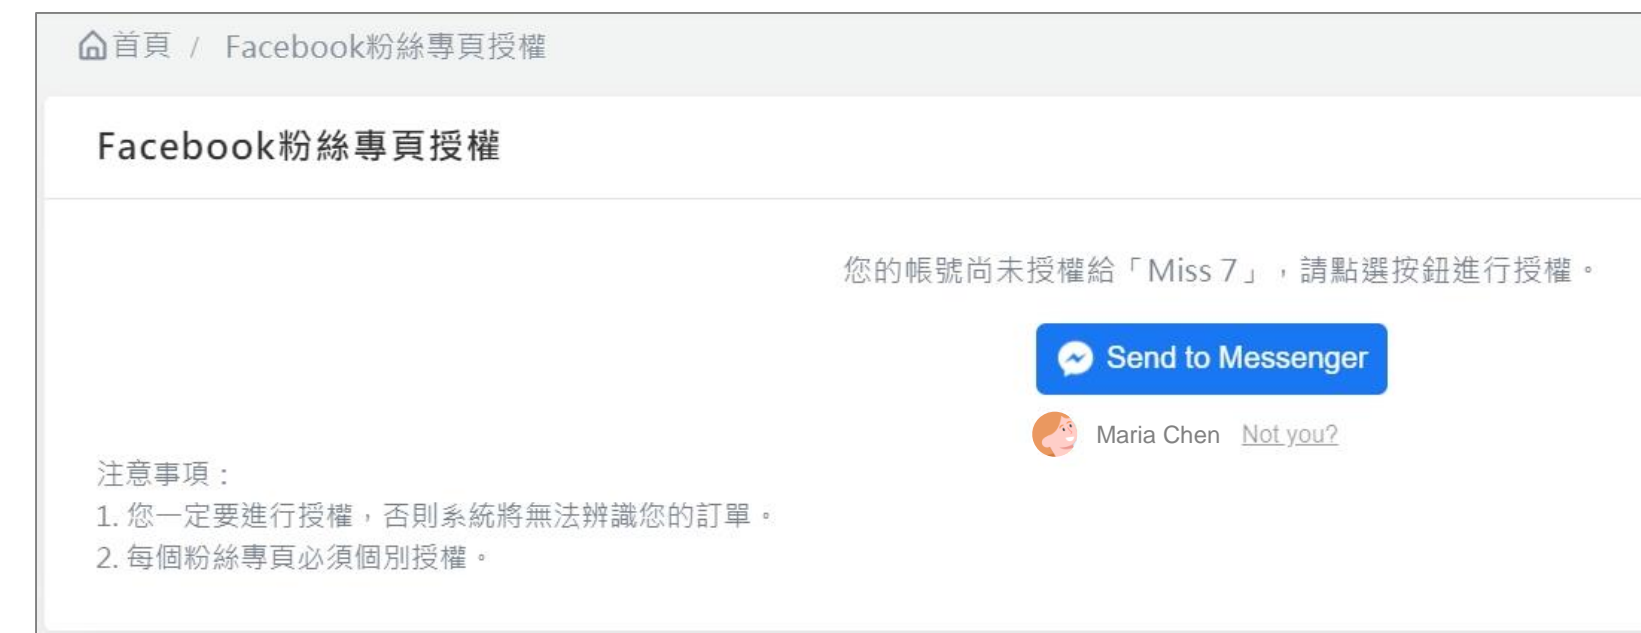 首頁 / Facebook粉絲專頁授權
Facebook粉絲專頁授權
您的帳號尚未授權給「Miss 7」，請點選按鈕進行授權。
Send to Messenger
Maria Chen Not you?
注意事項：
1. 您一定要進行授權，否則系統將無法辨識您的訂單。
2. 每個粉絲專頁必須個別授權。